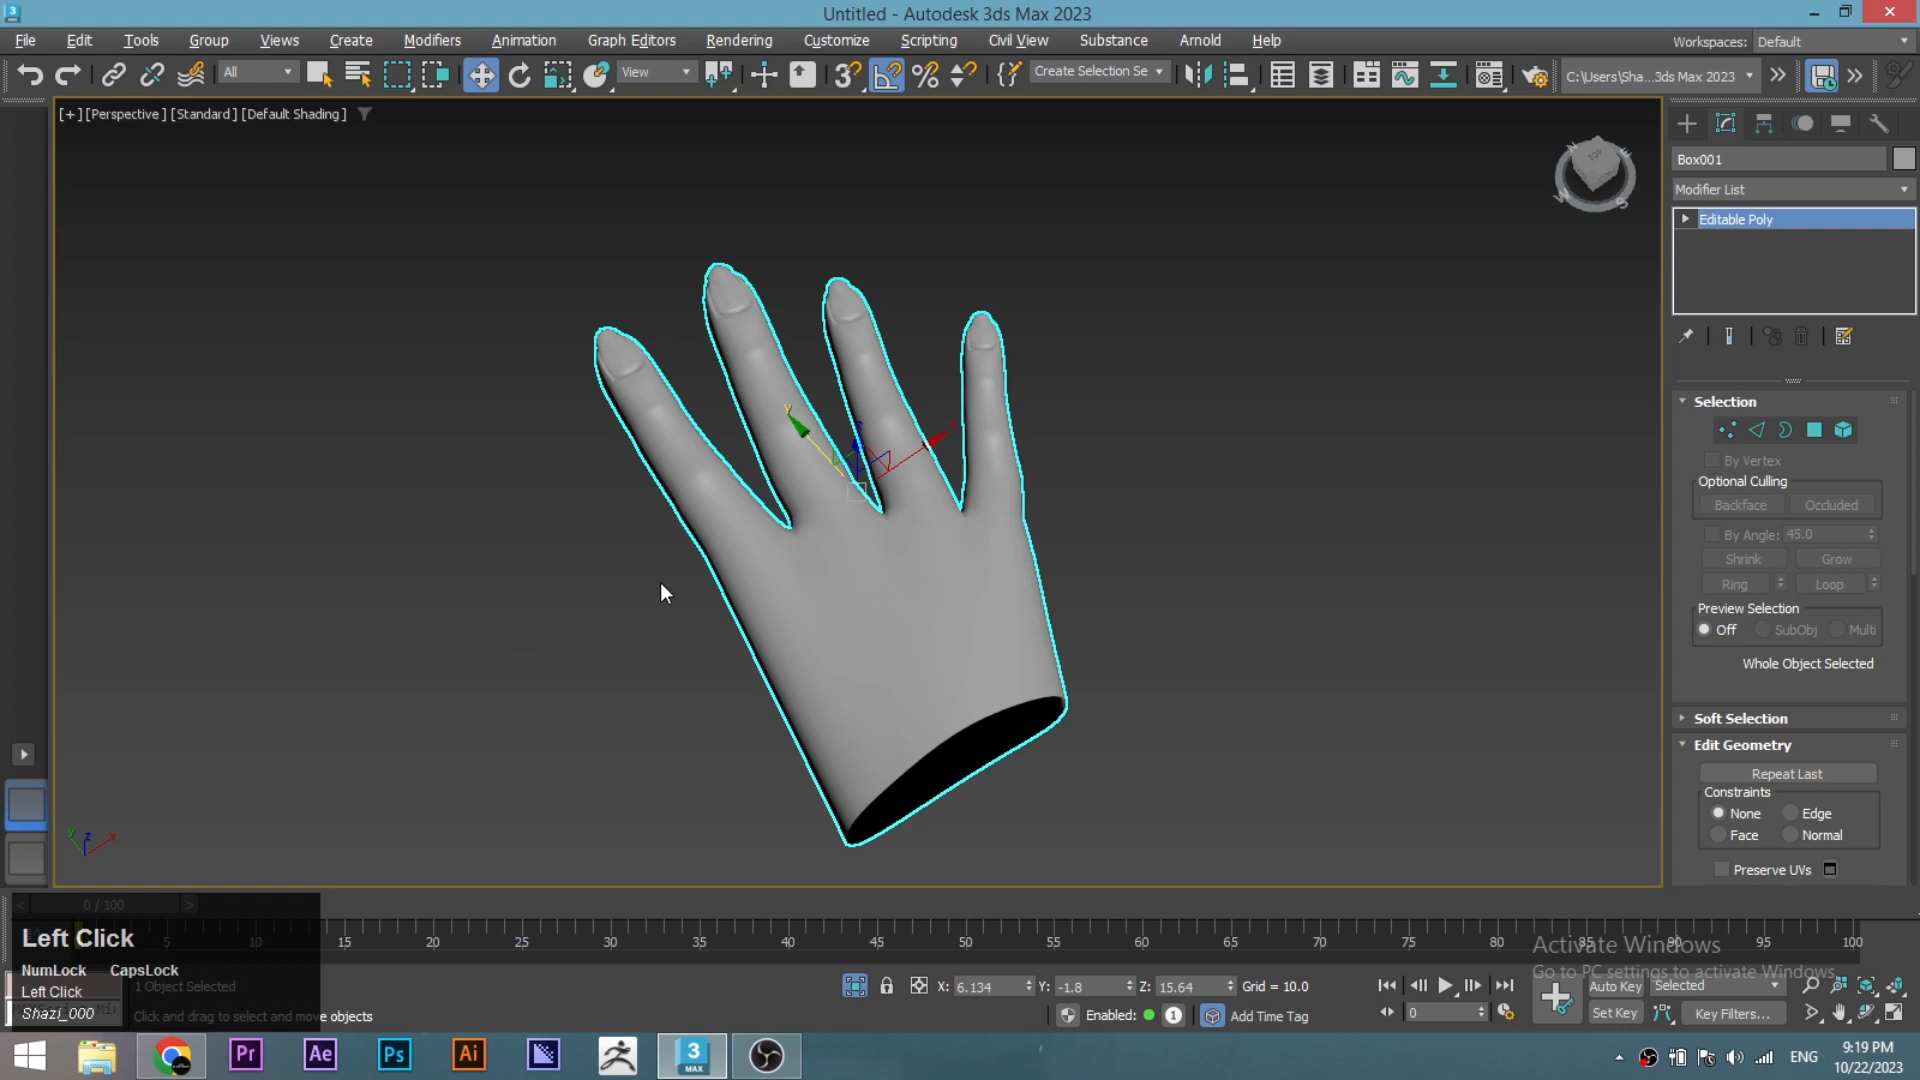 Untitled - Autodesk 3ds Max 2023
File Edit Tools Group Views Create Modifiers Animation Graph Editors Rendering Customize Scripting Civil View Substance Arnold Help
Workspaces: Default
All View Create Selection Se C:\Users\Sha...3ds Max 2023
[+] [Perspective] [Standard] [Default Shading]
Box001
Modifier List
Editable Poly
Selection
By Vertex
Optional Culling
Backface Occluded
By Angle: 45.0
Shrink Grow
Ring Loop
Preview Selection
Off SubObj Multi
Whole Object Selected
Soft Selection
Edit Geometry
Repeat Last
Constraints
None Edge
Face Normal
Preserve UVs
TOP
N E W S
y z x
0 / 100
5 10 15 20 25 30 35 40 45 50 55 60 65 70 75 80 85 90 95 100
Left Click
NumLock CapsLock
Left Click
Shazi_000
1 Object Selected
Click and drag to select and move objects
X: 6.134 Y: -1.8 Z: 15.64 Grid = 10.0
Enabled: 1 Add Time Tag
0
Auto Key Selected
Set Key Key Filters...
Activate Windows
Go to PC settings to activate Windows.
Pr Ae Ps Ai 3 MAX
ENG
9:19 PM
10/22/2023